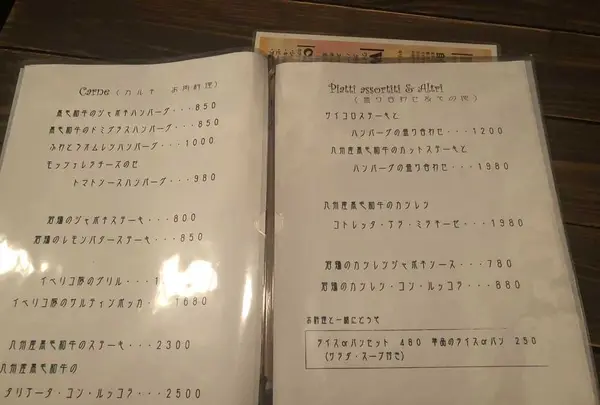 Carne (カルネ お肉料理)
黒毛和牛のジャポネハンバーグ・・・850
黒毛和牛のドミグラスハンバーグ・・・850
ふわとろオムレンハンバーグ・・・1000
モッツァレラチーズのせ
トマトソースハンバーグ・・・980
若鶏のジャポネステーキ・・・800
若鶏のレモンバターステーキ・・・850
イベリコ豚のグリル・・・
イベリコ豚のサルティンボッカ・・・1680
九州産黒毛和牛のステーキ・・・2300
九州産黒毛和牛の
タリアータ・コン・ルッコラ・・・2500
Piatti assortiti & Altri
(盛り合わせ&その他)
サイコロステーキと
ハンバーグの盛り合わせ・・・1200
九州産黒毛和牛のカットステーキと
ハンバーグの盛り合わせ・・・1980
九州産黒毛和牛のカツレツ
コトレッタ・アラ・ミラネーゼ・・・1980
若鶏のカツレツジャポネソース・・・780
若鶏のカツレツ・コン・ルッコラ・・・880
お料理と一緒にどうぞ
ライスorパンセット 480 単品のライスorパン 250
(サラダ・スープ付き)